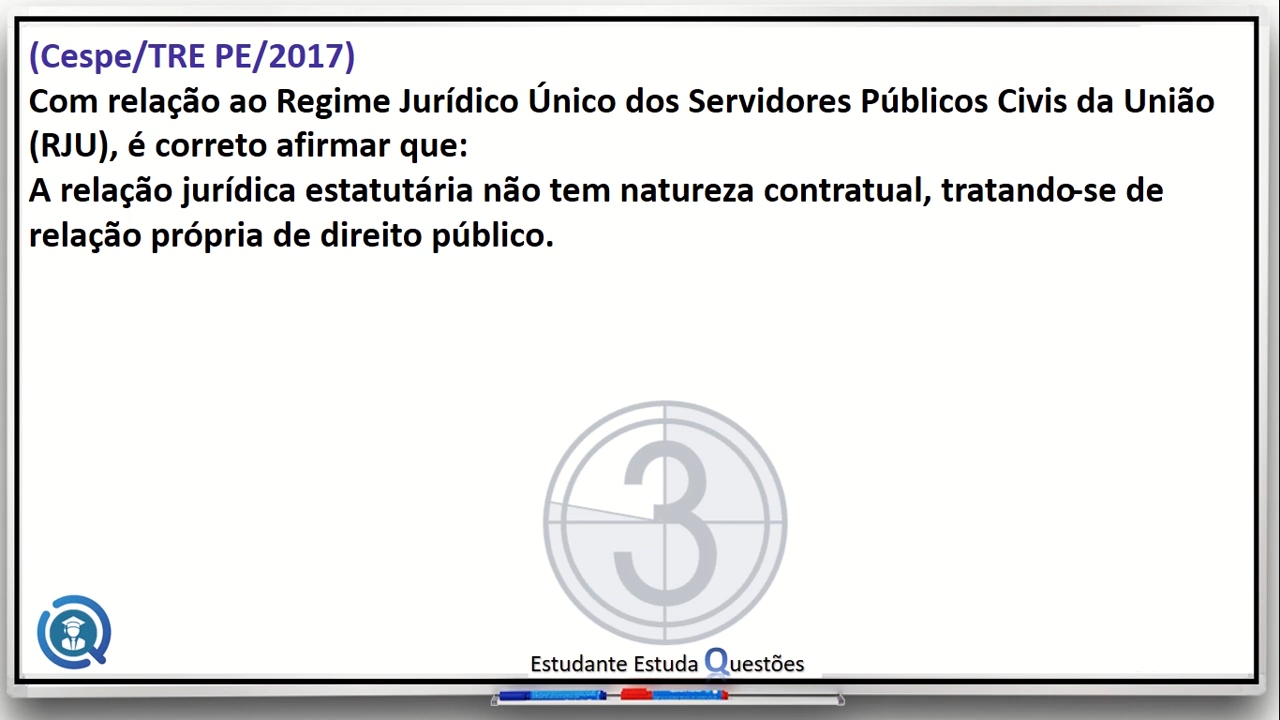 (Cespe/TRE PE/2017)
Com relação ao Regime Jurídico Único dos Servidores Públicos Civis da União
(RJU), é correto afirmar que:
A relação jurídica estatutária não tem natureza contratual, tratando-se de
relação própria de direito público.
3
Estudante Estuda Questões